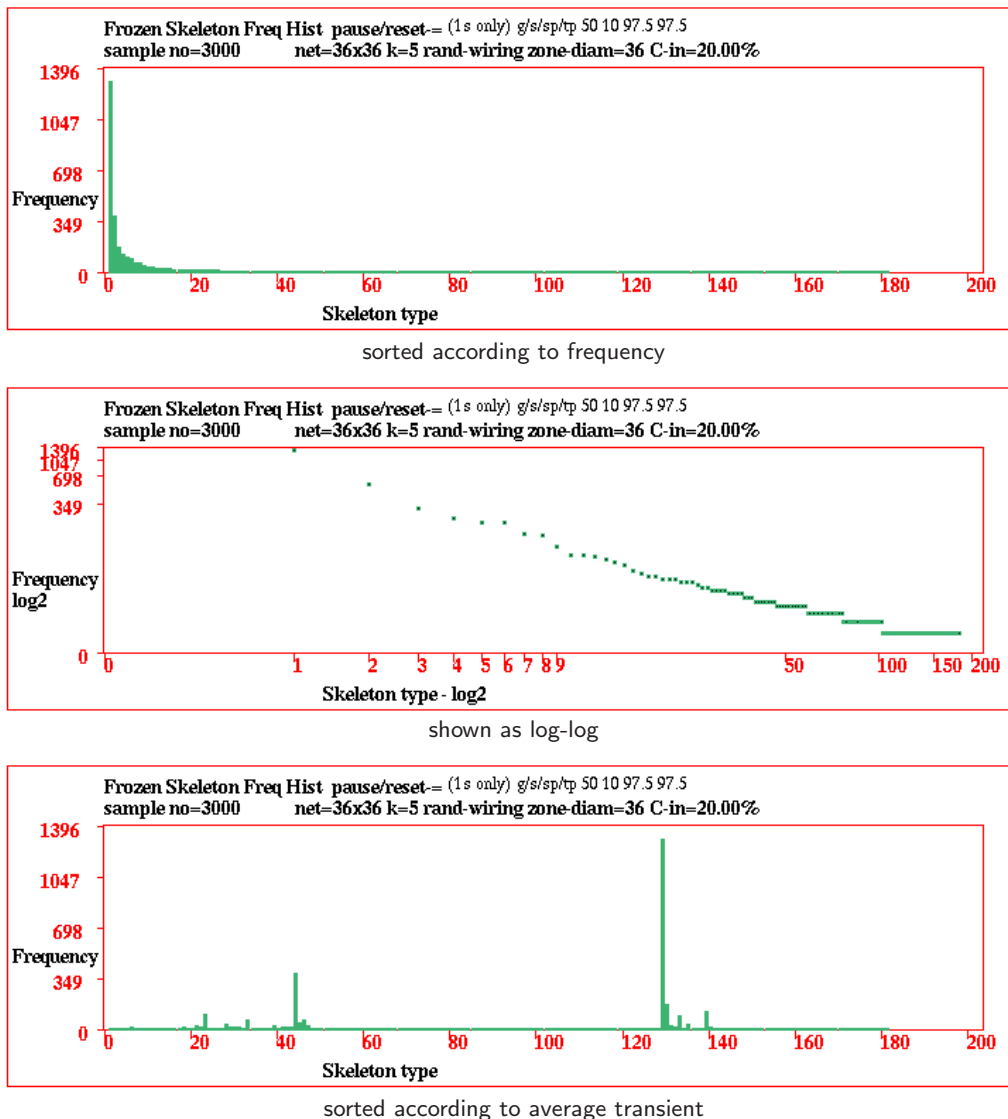 Frozen Skeleton Freq Hist pause/reset-= (1s only) g/s/sp/tp 50 10 97.5 97.5
sample no=3000 net=36x36 k=5 rand-wiring zone-diam=36 C-in=20.00%
1396
1047
698
Frequency
349
0
0 20 40 60 80 100 120 140 160 180 200
Skeleton type
sorted according to frequency
Frozen Skeleton Freq Hist pause/reset-= (1s only) g/s/sp/tp 50 10 97.5 97.5
sample no=3000 net=36x36 k=5 rand-wiring zone-diam=36 C-in=20.00%
1396
1047
698
349
Frequency
log2
0
0 1 2 3 4 5 6 7 8 9 50 100 150 200
Skeleton type - log2
shown as log-log
Frozen Skeleton Freq Hist pause/reset-= (1s only) g/s/sp/tp 50 10 97.5 97.5
sample no=3000 net=36x36 k=5 rand-wiring zone-diam=36 C-in=20.00%
1396
1047
698
Frequency
349
0
0 20 40 60 80 100 120 140 160 180 200
Skeleton type
sorted according to average transient